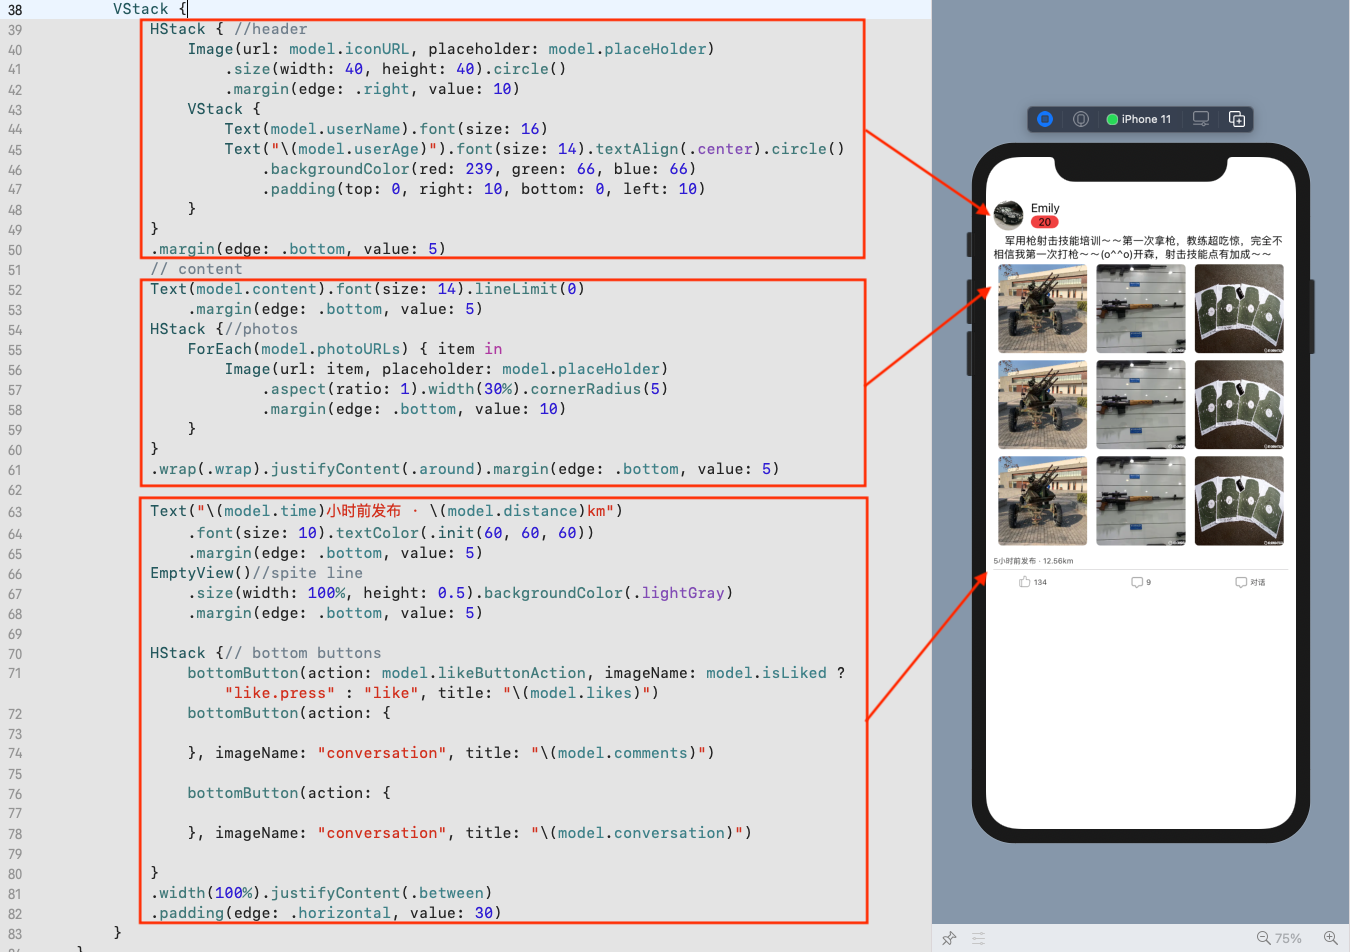 38 VStack {
39 HStack { //header
40 Image(url: model.iconURL, placeholder: model.placeHolder)
41 .size(width: 40, height: 40).circle()
42 .margin(edge: .right, value: 10)
43 VStack {
44 Text(model.userName).font(size: 16)
45 Text("\(model.userAge)").font(size: 14).textAlign(.center).circle()
46 .backgroundColor(red: 239, green: 66, blue: 66)
47 .padding(top: 0, right: 10, bottom: 0, left: 10)
48 }
49 }
50 .margin(edge: .bottom, value: 5)
51 // content
52 Text(model.content).font(size: 14).lineLimit(0)
53 .margin(edge: .bottom, value: 5)
54 HStack {//photos
55 ForEach(model.photoURLs) { item in
56 Image(url: item, placeholder: model.placeHolder)
57 .aspect(ratio: 1).width(30%).cornerRadius(5)
58 .margin(edge: .bottom, value: 10)
59 }
60 }
61 .wrap(.wrap).justifyContent(.around).margin(edge: .bottom, value: 5)
62
63 Text("\(model.time)小时前发布 · \(model.distance)km")
64 .font(size: 10).textColor(.init(60, 60, 60))
65 .margin(edge: .bottom, value: 5)
66 EmptyView()//spite line
67 .size(width: 100%, height: 0.5).backgroundColor(.lightGray)
68 .margin(edge: .bottom, value: 5)
69
70 HStack {// bottom buttons
71 bottomButton(action: model.likeButtonAction, imageName: model.isLiked ?
"like.press" : "like", title: "\(model.likes)")
72 bottomButton(action: {
73
74 }, imageName: "conversation", title: "\(model.comments)")
75
76 bottomButton(action: {
77
78 }, imageName: "conversation", title: "\(model.conversation)")
79
80 }
81 .width(100%).justifyContent(.between)
82 .padding(edge: .horizontal, value: 30)
83 }
}
iPhone 11
Emily
20
军用枪射击技能培训～～第一次拿枪，教练超吃惊，完全不
相信我第一次打枪～～(o^^o)开森，射击技能点有加成～～
5小时前发布 · 12.56km
134 9 对话
75%